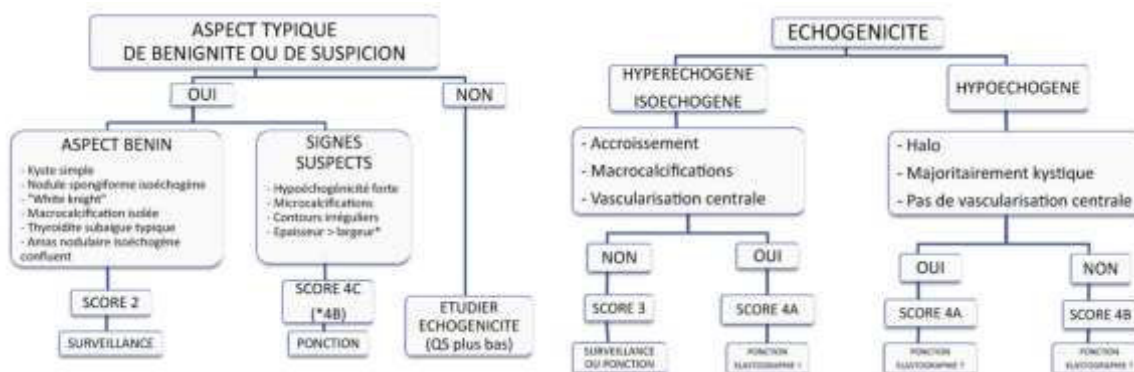 ASPECT TYPIQUE
DE BENIGNITE OU DE SUSPICION
OUI
NON
ASPECT BENIN
- Kyste simple
- Nodule spongiforme isoéchogène
- "White knight"
- Macrocalcification isolée
- Thyroidite subaigue typique
- Amas nodulaire isoéchogène
confluent
SIGNES
SUSPECTS
- Hypoéchogénicité forte
- Microcalcifications
- Contours irréguliers
- Epaisseur > largeur*
SCORE 2
SURVEILLANCE
SCORE 4C
(*4B)
PONCTION
ETUDIER
ECHOGENICITE
(QS plus bas)
ECHOGENICITE
HYPERECHOGENE
ISOECHOGENE
HYPOECHOGENE
- Accroissement
- Macrocalcifications
- Vascularisation centrale
- Halo
- Majoritairement kystique
- Pas de vascularisation centrale
NON
OUI
OUI
NON
SCORE 3
SCORE 4A
SCORE 4A
SCORE 4B
SURVEILLANCE
OU PONCTION
PONCTION
ELASTOGRAPHIE
PONCTION
ELASTOGRAPHIE ?
PONCTION
ELASTOGRAPHIE ?